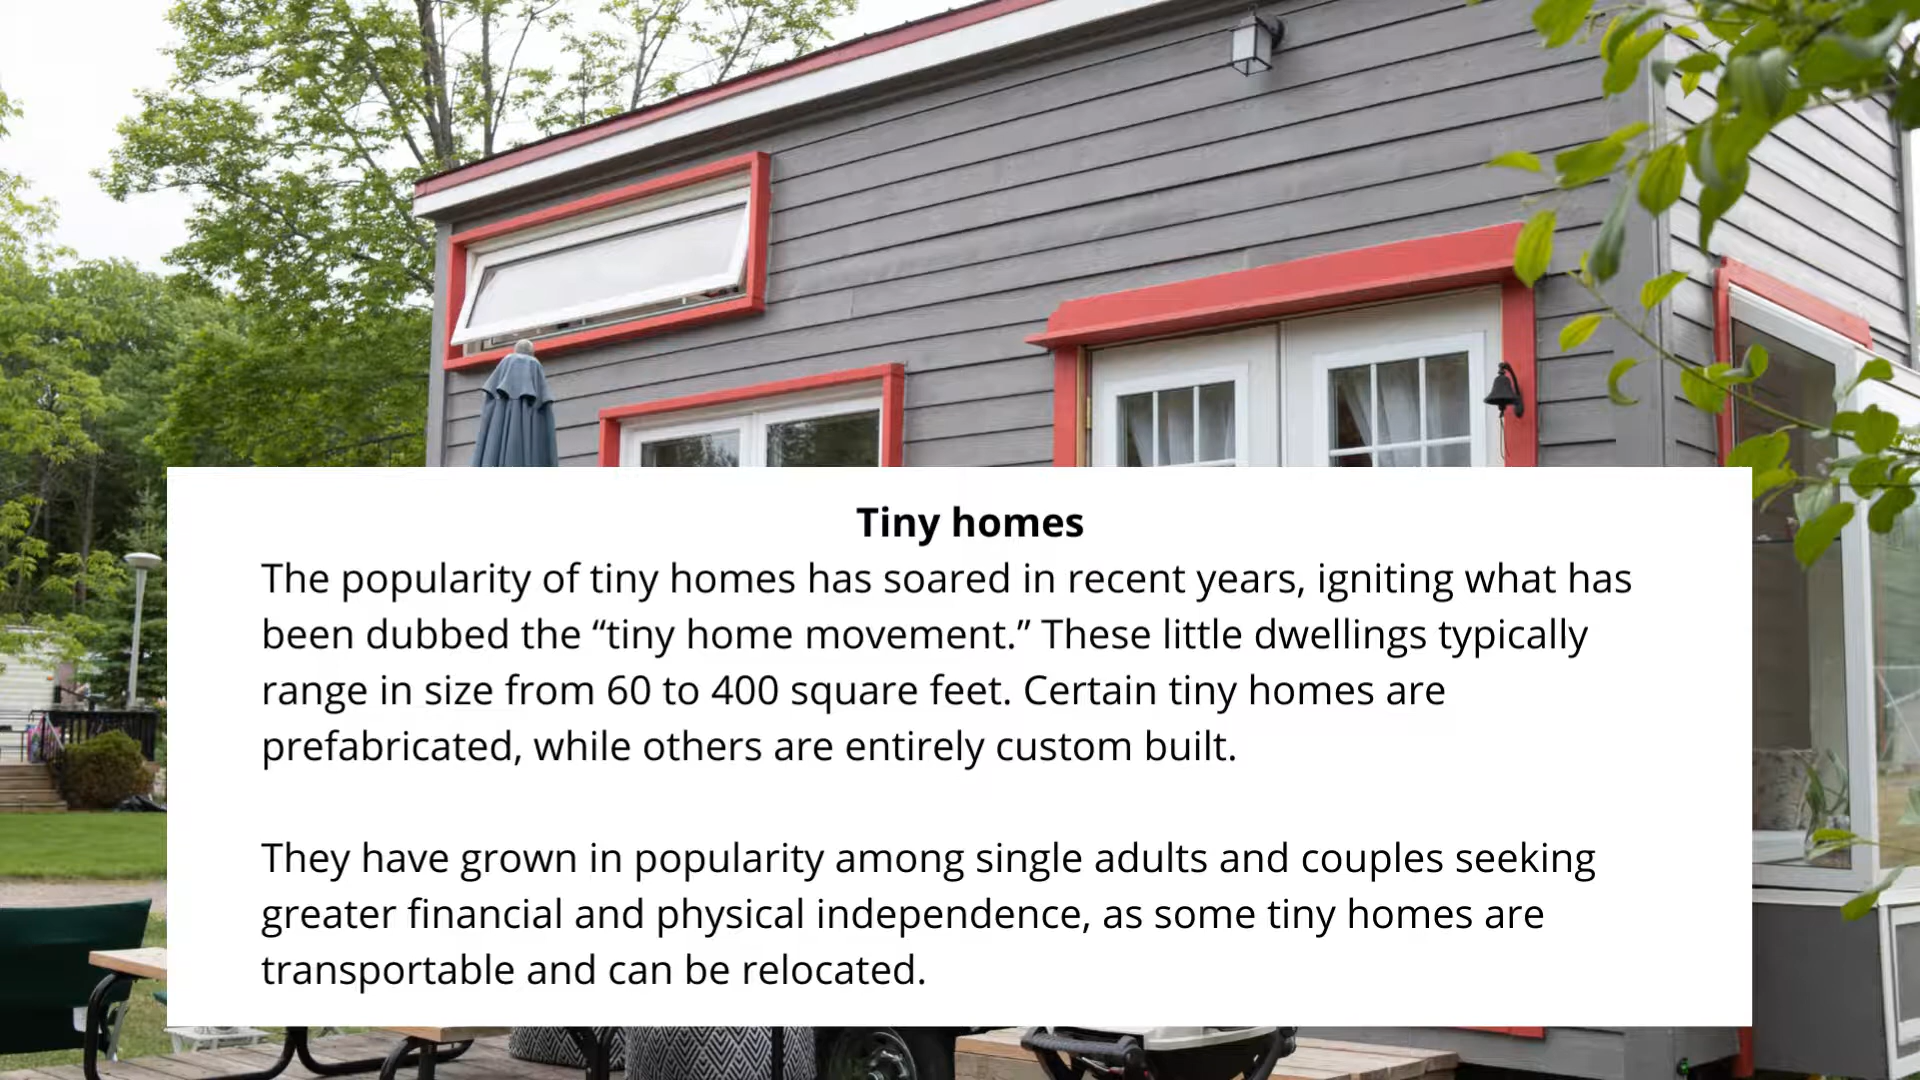 Tiny homes
The popularity of tiny homes has soared in recent years, igniting what has
been dubbed the “tiny home movement.” These little dwellings typically
range in size from 60 to 400 square feet. Certain tiny homes are
prefabricated, while others are entirely custom built.
They have grown in popularity among single adults and couples seeking
greater financial and physical independence, as some tiny homes are
transportable and can be relocated.